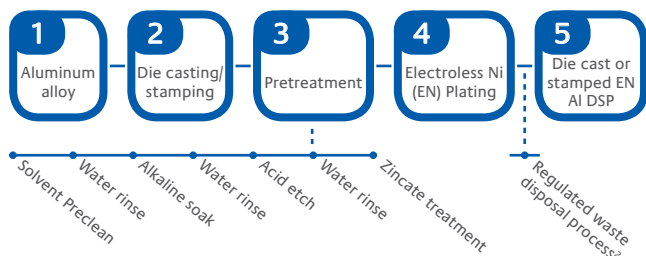 1
Aluminum
alloy
2
Die casting/
stamping
3
Pretreatment
4
Electroless Ni
(EN) Plating
5
Die cast or
stamped EN
Al DSP
Solvent Preclean
Water rinse
Alkaline soak
Water rinse
Acid etch
Water rinse
Zincate treatment
Regulated waste
disposal process²